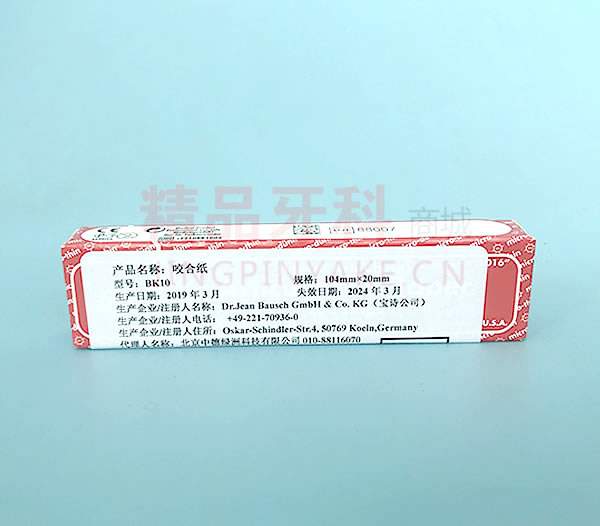 精品牙科 商城
JINGPINYAKE.CN
CE
68007
产品名称：咬合纸
型号：BK10 规格：104mm×20mm
生产日期：2019 年 3 月 失效日期：2024 年 3 月
生产企业/注册人名称：Dr.Jean Bausch GmbH & Co. KG（宝诗公司）
生产企业/注册人电话： +49-221-70936-0
生产企业/注册人住所： Oskar-Schindler-Str.4, 50769 Koeln,Germany
代理人名称：北京中德绿洲科技有限公司 010-88116070
U.S.A.